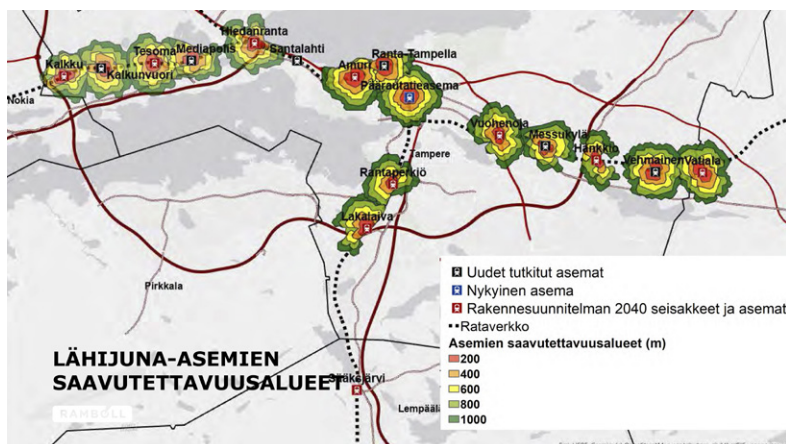 Hiedanranta
Tesoma
Mediapolis
Santalahti
Ranta-Tampella
Kalkku
Kalkunvuori
Amuri
Päärautatieasema
Nokia
Vuohenoja
Messukylä
Hankkio
Tampere
Vehmainen
Vatiala
Rantaperkiö
Lakalaiva
Pirkkala
Uudet tutkitut asemat
Nykyinen asema
Rakennesuunnitelman 2040 seisakkeet ja asemat
Rataverkko
Asemien saavutettavuusalueet (m)
200
400
600
800
1000
LÄHIJUNA-ASEMIEN
SAAVUTETTAVUUSALUEET
Sääksjärvi
RAMBOLL
Lempäälä